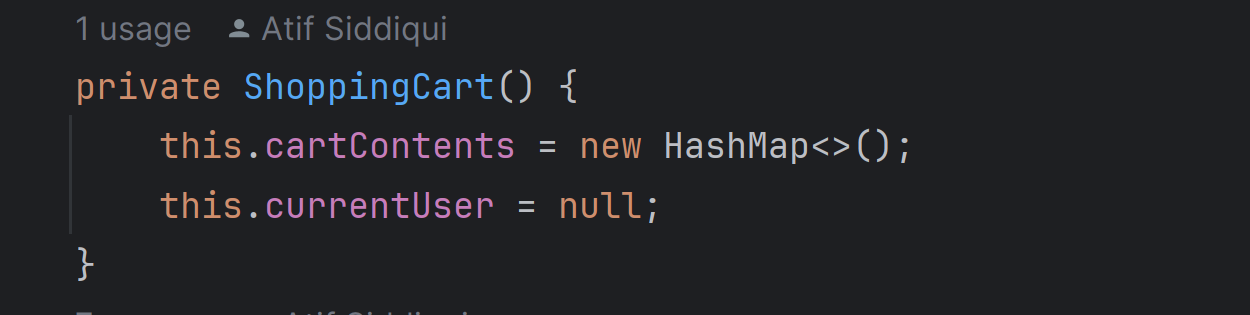 1 usage Atif Siddiqui
private ShoppingCart() {
    this.cartContents = new HashMap<>();
    this.currentUser = null;
}